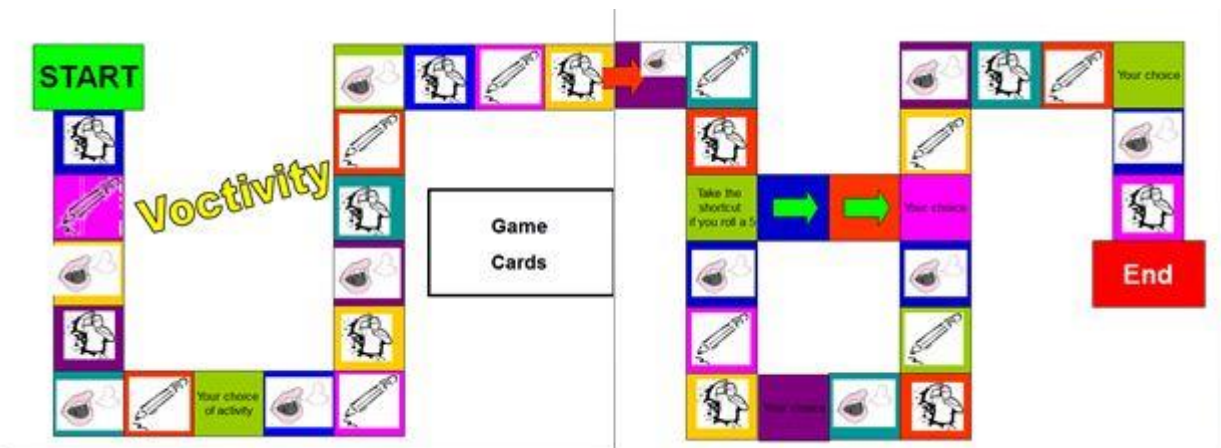 START
Voctivity
Your choice
of activity
Game
Cards
Take the
shortcut
if you roll a 5
Your choice
Your choice
Your choice
End